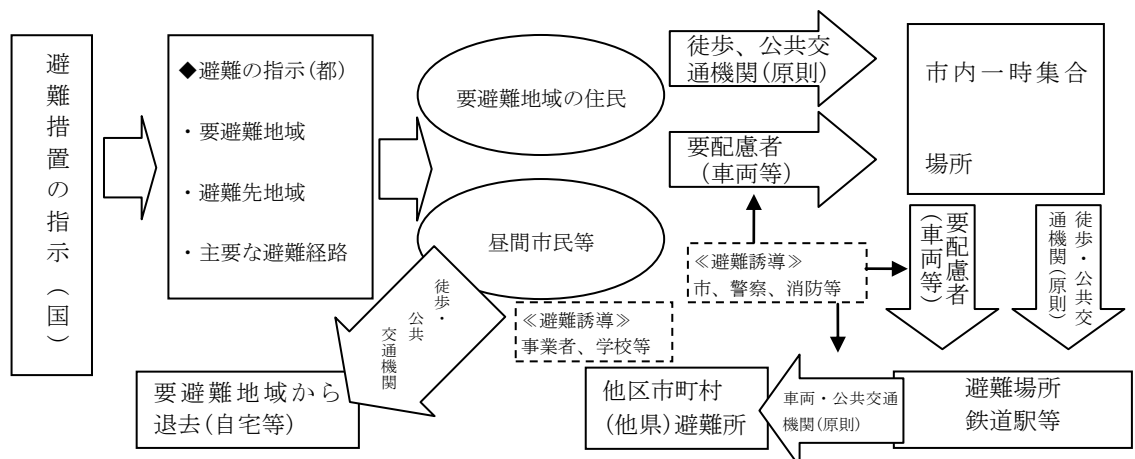 避難措置の指示(国)
◆避難の指示(都)
・要避難地域
・避難先地域
・主要な避難経路
要避難地域の住民
昼間市民等
徒歩、公共交
通機関(原則)
要配慮者
(車両等)
市内一時集合
場所
≪避難誘導≫
市、警察、消防等
要配慮者
(車両等)
徒歩・公共交
通機関(原則)
徒歩・
公共
交通機関
≪避難誘導≫
事業者、学校等
要避難地域から
退去(自宅等)
他区市町村
(他県)避難所
車両・公共交通
機関(原則)
避難場所
鉄道駅等